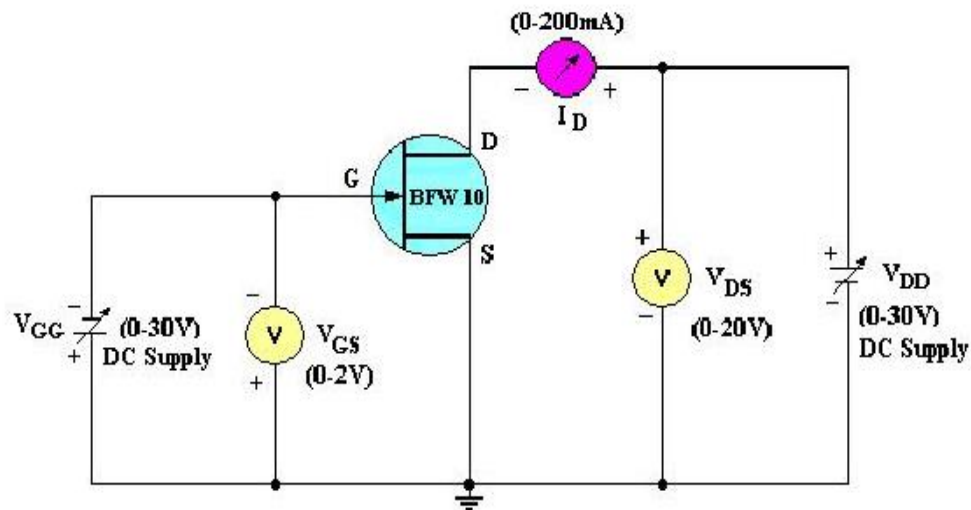 (0-200mA)
- +
I D
D
G
BFW 10
S
+
V DS
-
(0-20V)
+
V DD
-
(0-30V)
DC Supply
-
V GG
+
(0-30V)
DC Supply
-
V
V GS
(0-2V)
+
V